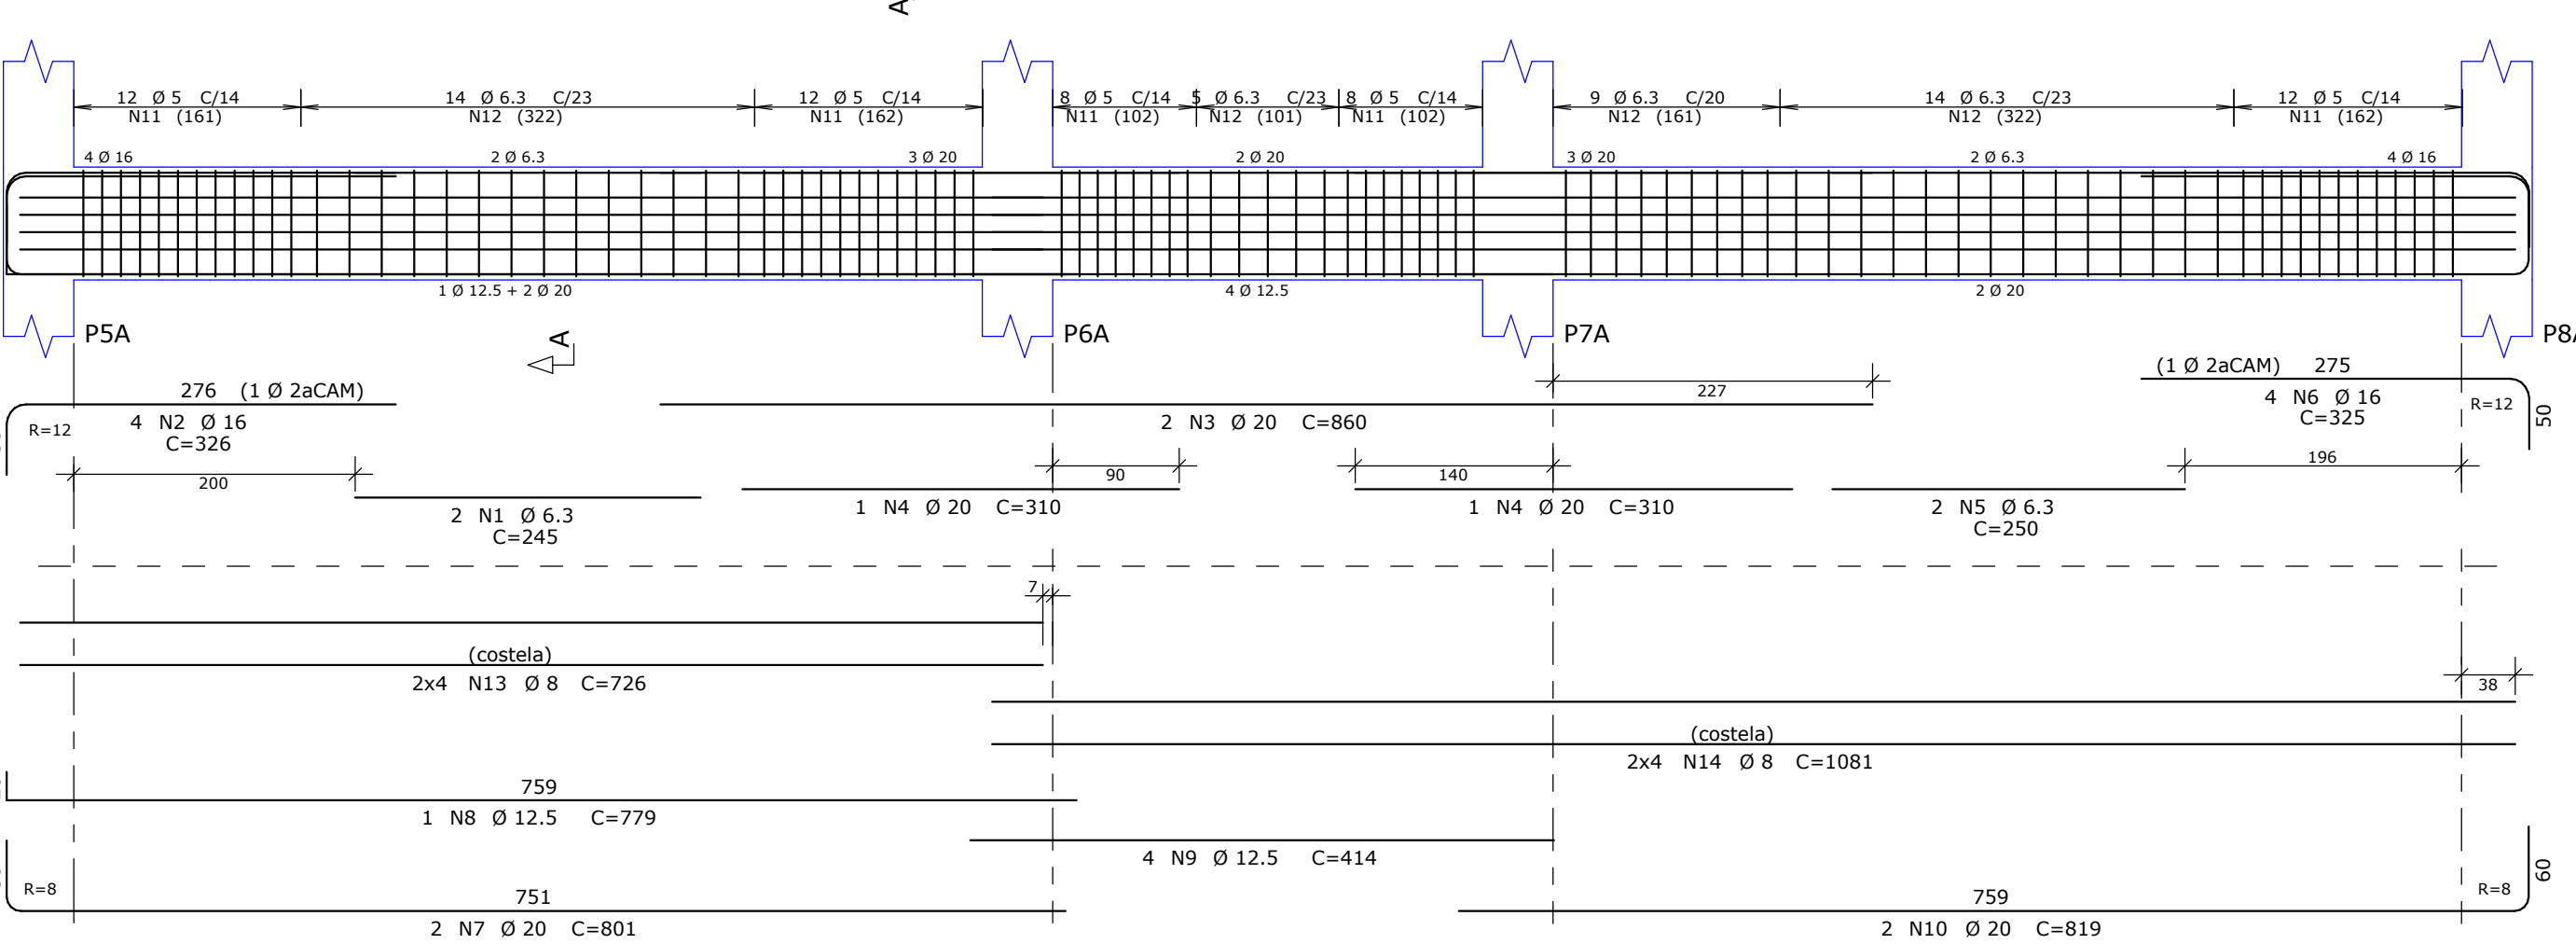 A
12 Ø 5 C/14
N11 (161)
14 Ø 6.3 C/23
N12 (322)
12 Ø 5 C/14
N11 (162)
8 Ø 5 C/14
N11 (102)
5 Ø 6.3 C/23
N12 (101)
8 Ø 5 C/14
N11 (102)
9 Ø 6.3 C/20
N12 (161)
14 Ø 6.3 C/23
N12 (322)
12 Ø 5 C/14
N11 (162)
4 Ø 16
2 Ø 6.3
3 Ø 20
2 Ø 20
3 Ø 20
2 Ø 6.3
4 Ø 16
1 Ø 12.5 + 2 Ø 20
4 Ø 12.5
2 Ø 20
P5A
A
P6A
P7A
P8A
276 (1 Ø 2aCAM)
4 N2 Ø 16
C=326
R=12
227
2 N3 Ø 20 C=860
(1 Ø 2aCAM) 275
4 N6 Ø 16
C=325
R=12
50
200
2 N1 Ø 6.3
C=245
90
1 N4 Ø 20 C=310
140
1 N4 Ø 20 C=310
196
2 N5 Ø 6.3
C=250
7
(costela)
2x4 N13 Ø 8 C=726
38
(costela)
2x4 N14 Ø 8 C=1081
759
1 N8 Ø 12.5 C=779
4 N9 Ø 12.5 C=414
R=8
751
2 N7 Ø 20 C=801
759
2 N10 Ø 20 C=819
R=8
60